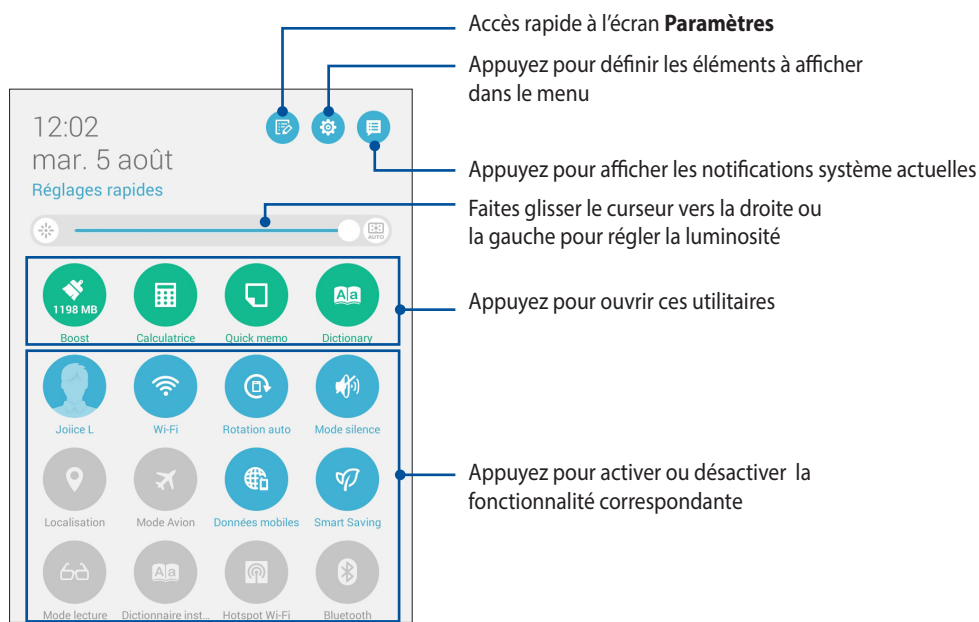 Accès rapide à l'écran Paramètres
Appuyez pour définir les éléments à afficher
dans le menu
12:02
mar. 5 août
Réglages rapides
Appuyez pour afficher les notifications système actuelles
Faites glisser le curseur vers la droite ou
la gauche pour régler la luminosité
AUTO
Appuyez pour ouvrir ces utilitaires
1198 MB
Aa
Boost Calculatrice Quick memo Dictionary
Joiice L Wi-Fi Rotation auto Mode silence
Appuyez pour activer ou désactiver la
fonctionnalité correspondante
Localisation Mode Avion Données mobiles Smart Saving
Aa
Mode lecture Dictionnaire inst... Hotspot Wi-Fi Bluetooth